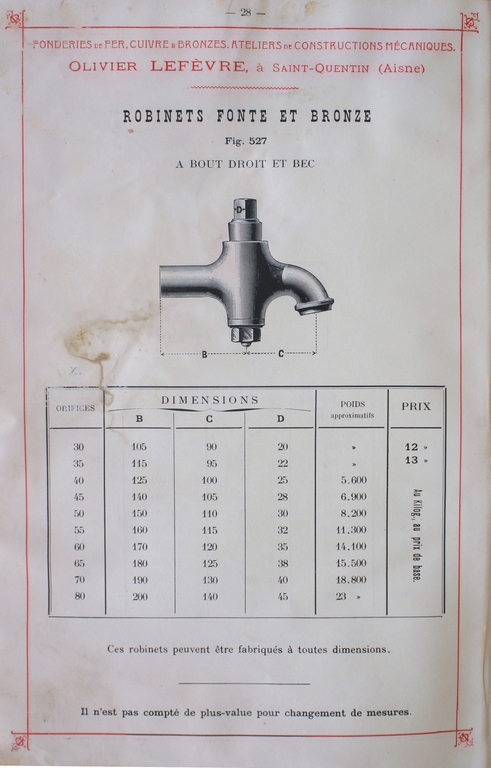 — 28 —
FONDERIES DE FER, CUIVRE & BRONZES. ATELIERS DE CONSTRUCTIONS MÉCANIQUES.
OLIVIER LEFÈVRE, à SAINT-QUENTIN (Aisne)
ROBINETS FONTE ET BRONZE
Fig. 527
A BOUT DROIT ET BEC
D
B C
ORIFICES DIMENSIONS POIDS approximatifs PRIX
B C D
30 105 90 20 » 12 »
35 115 95 22 » 13 »
40 125 100 25 5.600
45 140 105 28 6.900
50 150 110 30 8.200
55 160 115 32 11.300
60 170 120 35 14.100
65 180 125 38 15.500
70 190 130 40 18.800
80 200 140 45 23 »
Au Kilog., au prix de base.
Ces robinets peuvent être fabriqués à toutes dimensions.
Il n'est pas compté de plus-value pour changement de mesures.